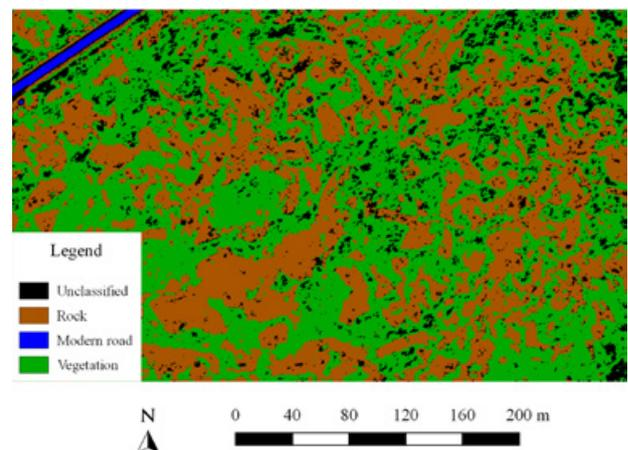 Legend
Unclassified
Rock
Modern road
Vegetation
N
0 40 80 120 160 200 m